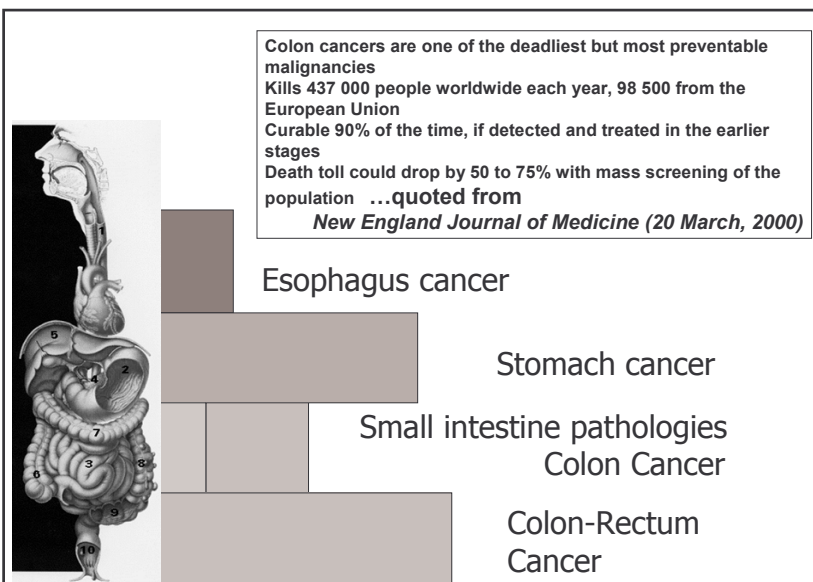 Colon cancers are one of the deadliest but most preventable
malignancies
Kills 437 000 people worldwide each year, 98 500 from the
European Union
Curable 90% of the time, if detected and treated in the earlier
stages
Death toll could drop by 50 to 75% with mass screening of the
population …quoted from
New England Journal of Medicine (20 March, 2000)
Esophagus cancer
Stomach cancer
Small intestine pathologies
Colon Cancer
Colon-Rectum
Cancer
1
5
2
4
7
3
8
6
9
10